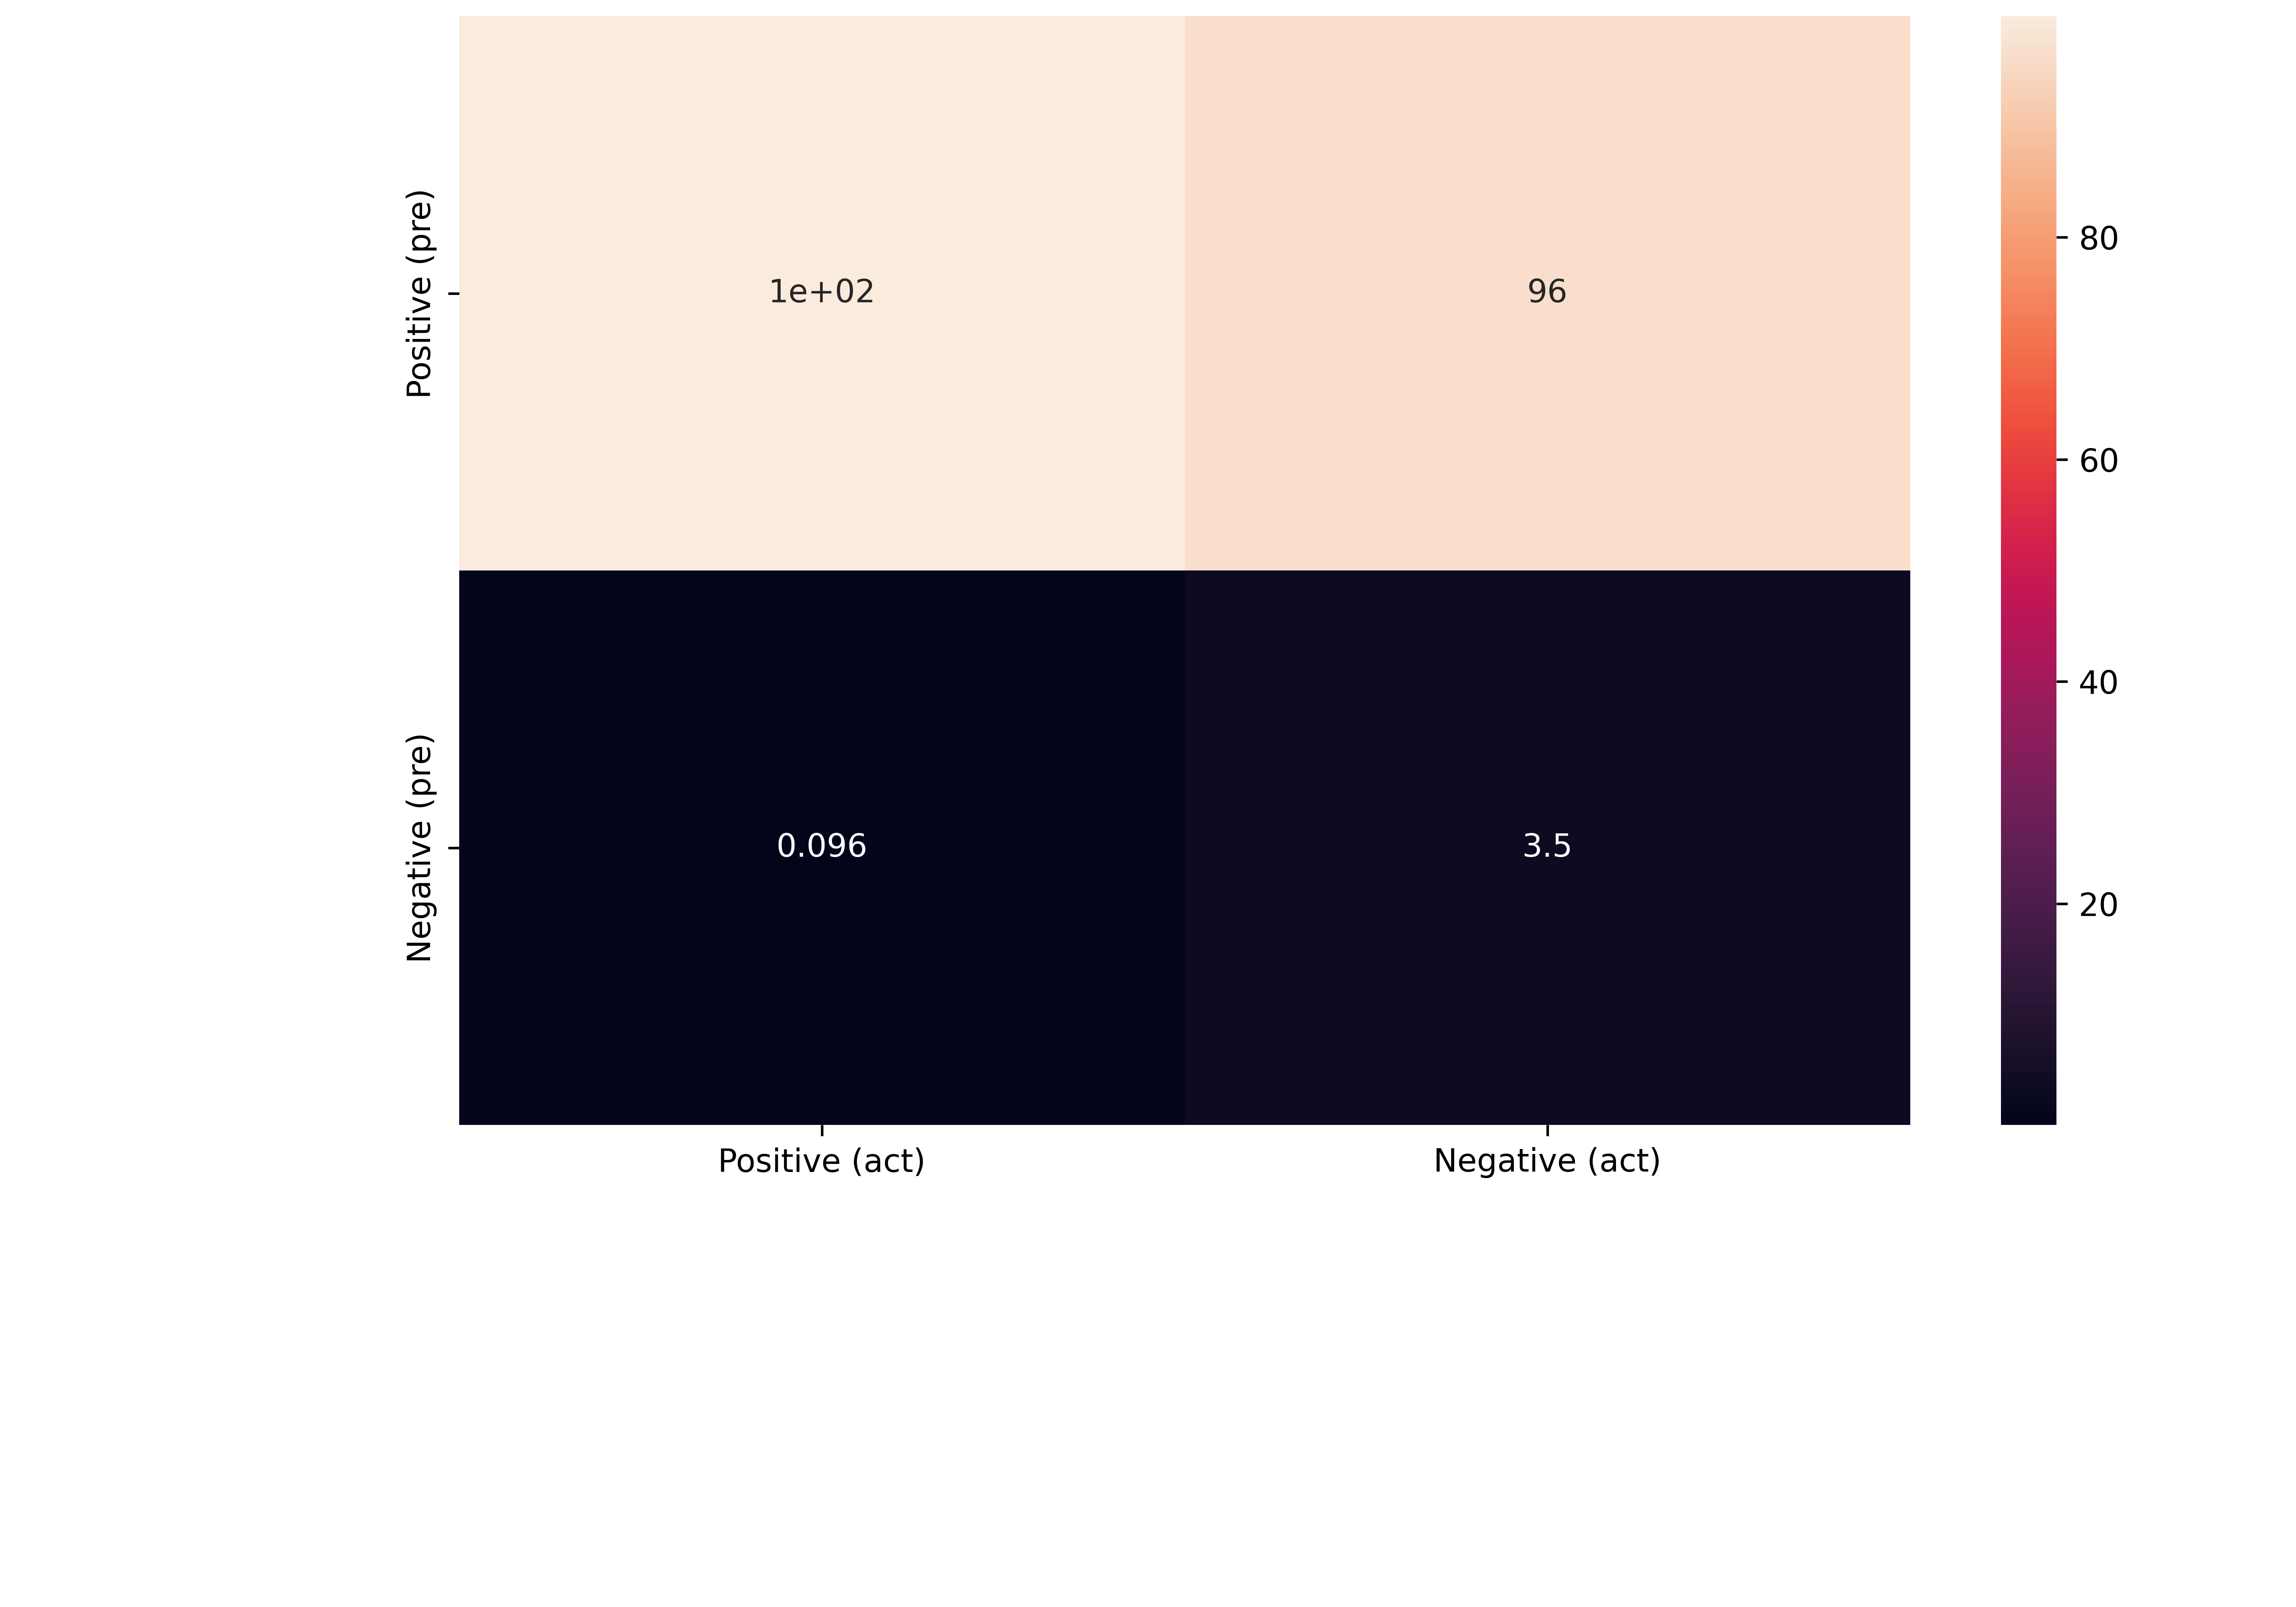 Positive (pre)
1e+02
96
80
60
40
20
Negative (pre)
0.096
3.5
Positive (act)
Negative (act)